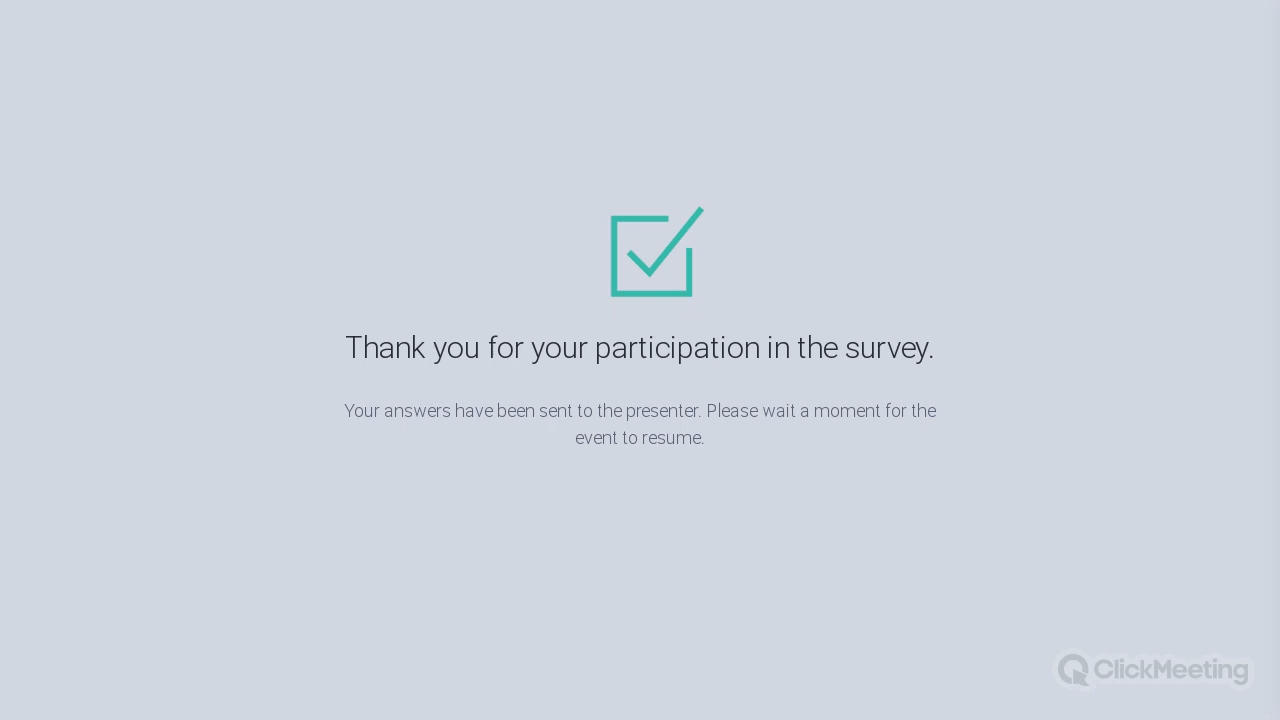 Thank you for your participation in the survey.
Your answers have been sent to the presenter. Please wait a moment for the
event to resume.
ClickMeeting